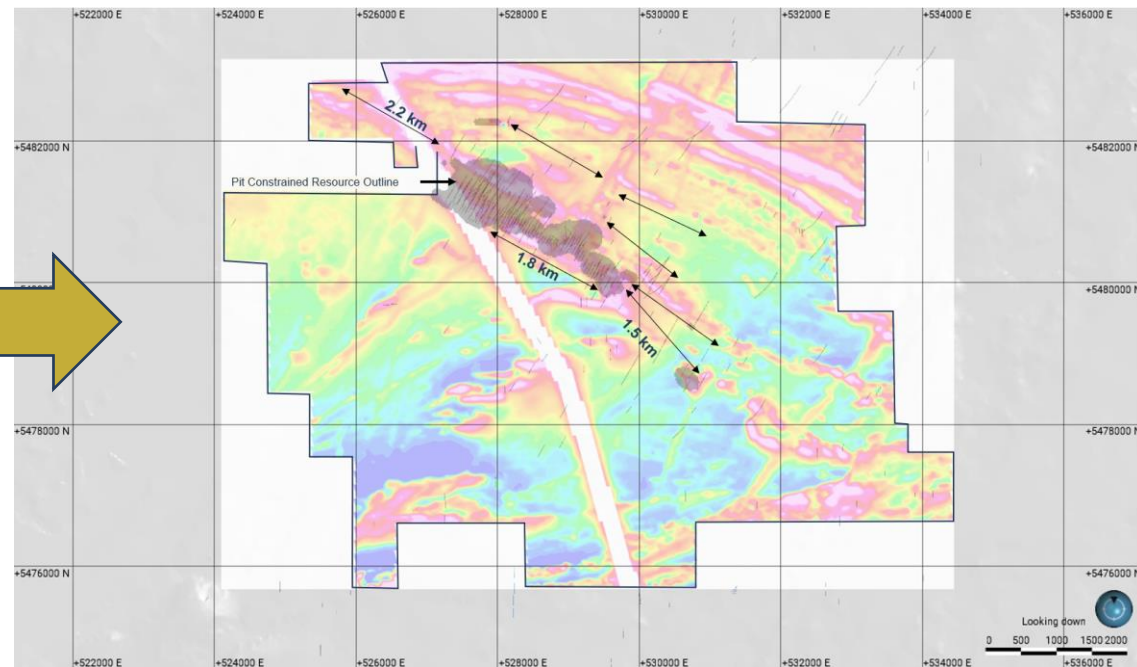 +522000 E
+524000 E
+526000 E
+528000 E
+530000 E
+532000 E
+534000 E
+536000 E
2.2 km
+5482000 N
+5482000 N
Pit Constrained Resource Outline
1.8 km
+5480000 N
1.5 km
+5478000 N
+5478000 N
+5476000 N
+5476000 N
Looking down
0 500 1000 1500 2000
+522000 E
+524000 E
+526000 E
+528000 E
+530000 E
+532000 E
+534000 E
+536000 E